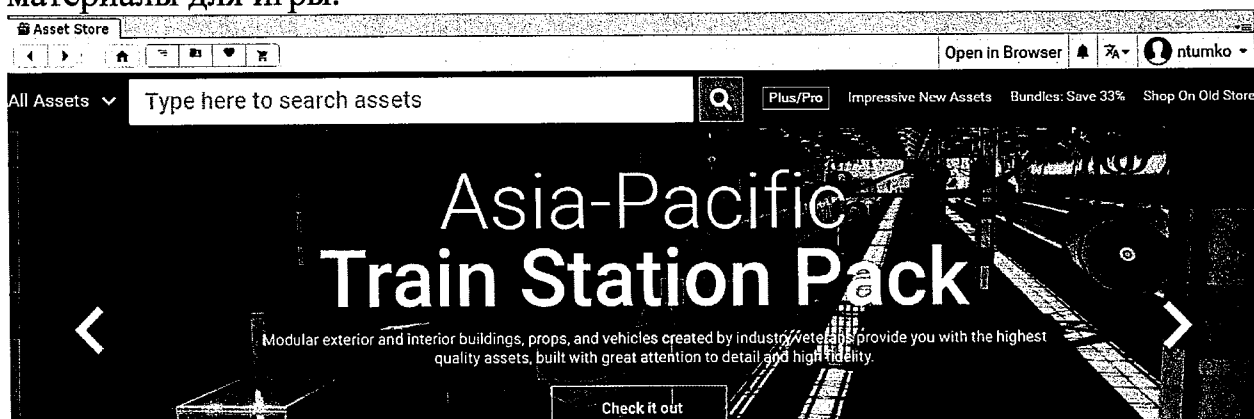 материалы для игры.
Asset Store
Open in Browser ntumko
All Assets Type here to search assets Plus/Pro Impressive New Assets Bundles: Save 33% Shop On Old Store
Asia-Pacific
Train Station Pack
Modular exterior and interior buildings, props, and vehicles created by industry veterans provide you with the highest
quality assets, built with great attention to detail and high fidelity.
Check it out